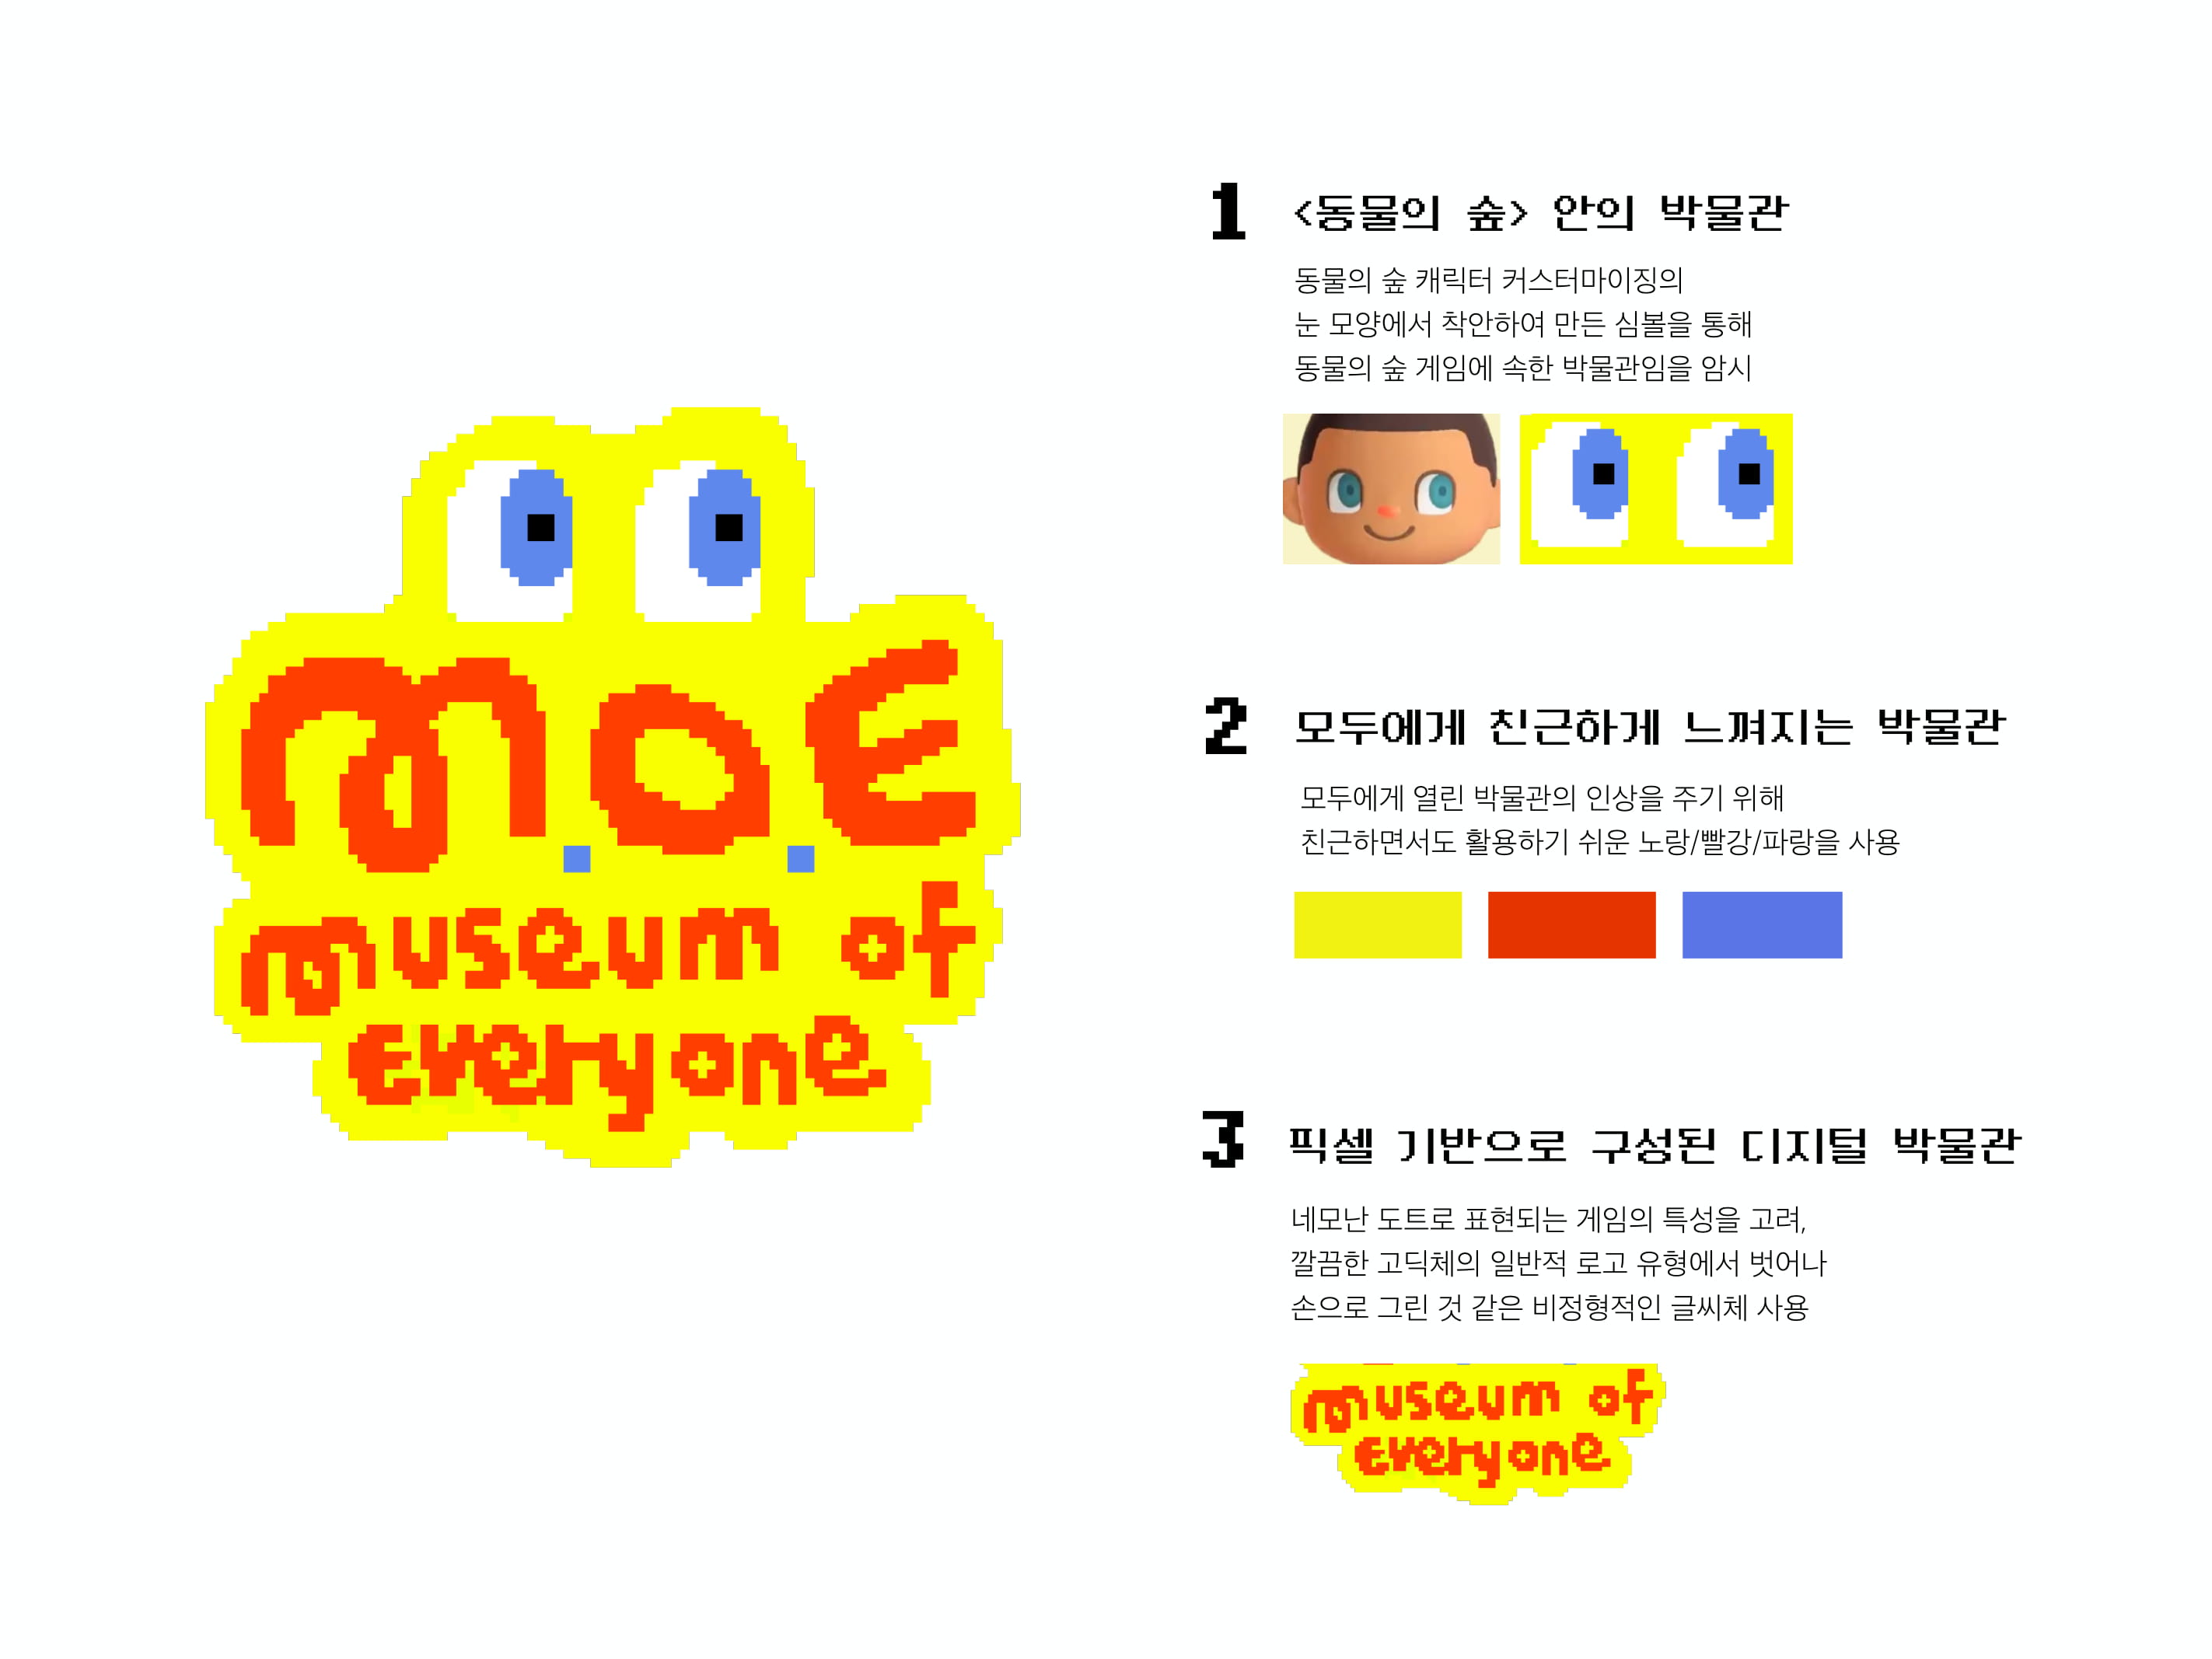 m.o.E
museum of
everyone
1 <동물의 숲> 안의 박물관
동물의 숲 캐릭터 커스터마이징의
눈 모양에서 착안하여 만든 심볼을 통해
동물의 숲 게임에 속한 박물관임을 암시
2 모두에게 친근하게 느껴지는 박물관
모두에게 열린 박물관의 인상을 주기 위해
친근하면서도 활용하기 쉬운 노랑/빨강/파랑을 사용
3 픽셀 기반으로 구성된 디지털 박물관
네모난 도트로 표현되는 게임의 특성을 고려,
깔끔한 고딕체의 일반적 로고 유형에서 벗어나
손으로 그린 것 같은 비정형적인 글씨체 사용
museum of
everyone